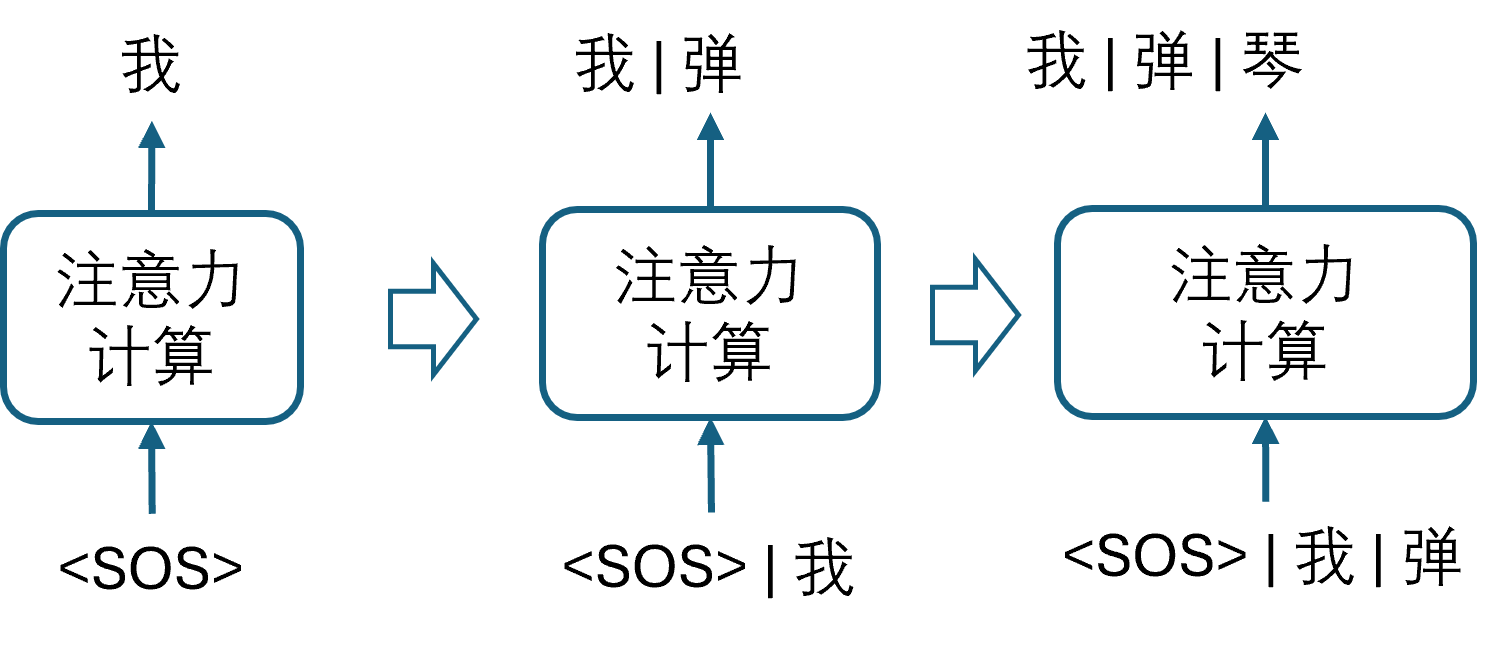 我
我 | 弹
我 | 弹 | 琴
注意力
计算
注意力
计算
注意力
计算
<SOS>
<SOS> | 我
<SOS> | 我 | 弹